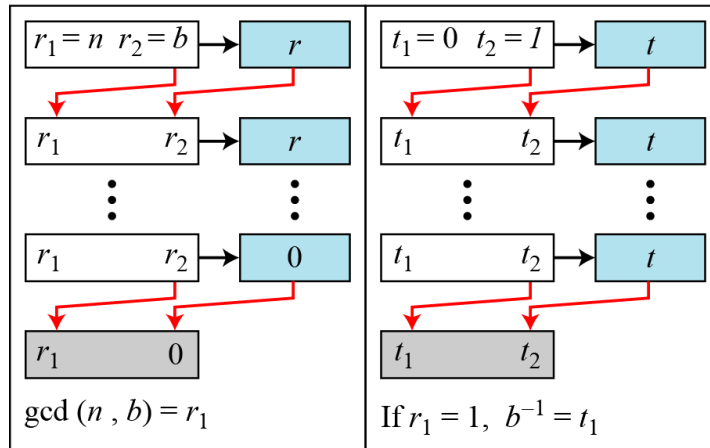 r₁ = n r₂ = b r
r₁ r₂ r
r₁ r₂ 0
r₁ 0
gcd (n , b) = r₁
t₁ = 0 t₂ = 1 t
t₁ t₂ t
t₁ t₂ t
t₁ t₂
If r₁ = 1, b⁻¹ = t₁